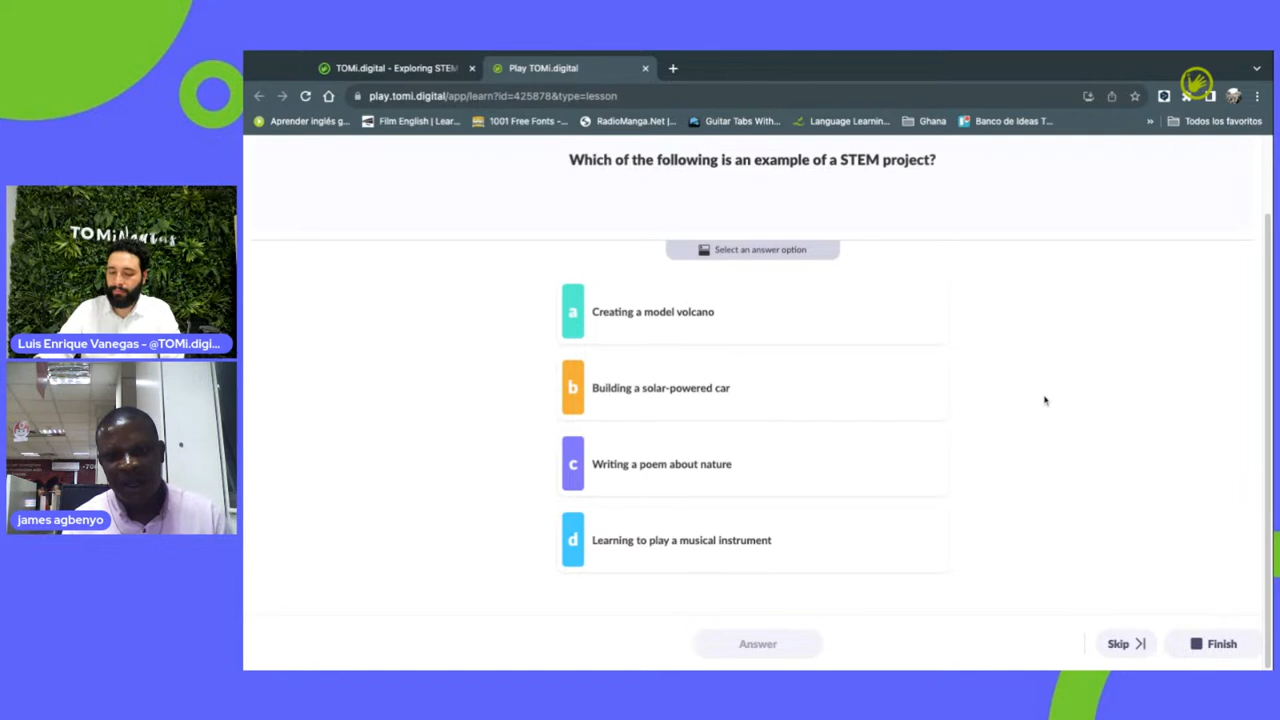 TOMi.digital - Exploring STEM
Play TOMi.digital
play.tomi.digital/app/learn?id=425878&type=lesson
Aprender inglés g...
Film English | Lear...
1001 Free Fonts -...
RadioManga.Net |...
Guitar Tabs With...
Language Learnin...
Ghana
Banco de Ideas T...
Todos los favoritos
Which of the following is an example of a STEM project?
Select an answer option
a Creating a model volcano
b Building a solar-powered car
c Writing a poem about nature
d Learning to play a musical instrument
Answer
Skip
Finish
Luis Enrique Vanegas - @TOMi.digi...
james agbenyo